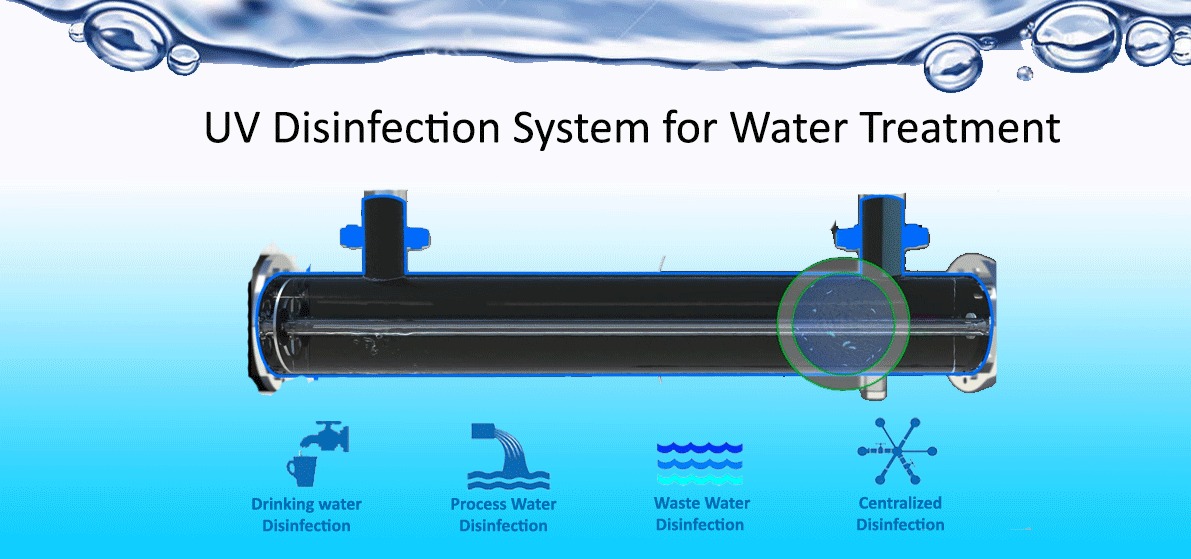 UV Disinfection System for Water Treatment
Drinking water
Disinfection
Process Water
Disinfection
Waste Water
Disinfection
Centralized
Disinfection